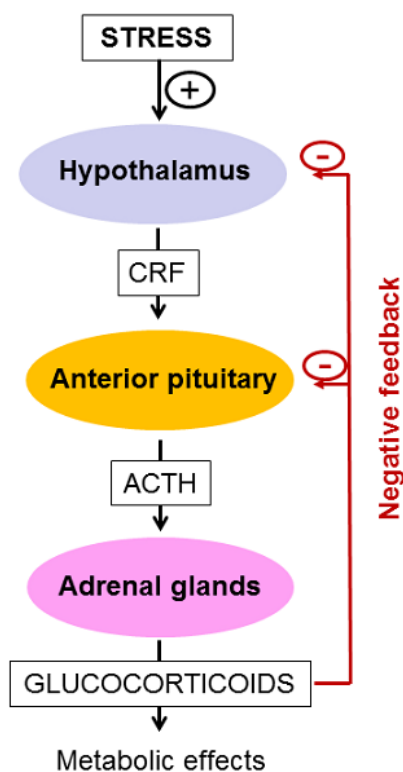 STRESS
+
Hypothalamus
-
CRF
Anterior pituitary
-
ACTH
Adrenal glands
GLUCOCORTICOIDS
Metabolic effects
Negative feedback